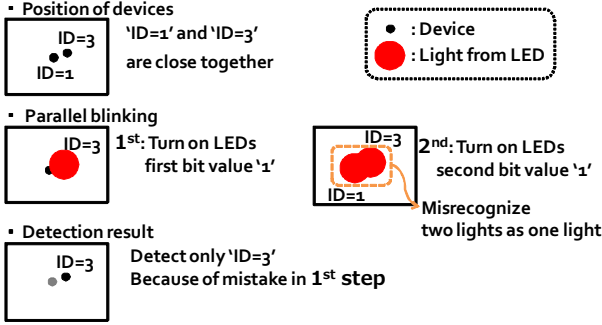 ▪ Position of devices
ID=3
ID=1
‘ID=1’ and ‘ID=3’
are close together
: Device
: Light from LED
▪ Parallel blinking
ID=3
1st: Turn on LEDs
first bit value ‘1’
ID=3
ID=1
2nd: Turn on LEDs
second bit value ‘1’
Misrecognize
two lights as one light
▪ Detection result
ID=3
Detect only ‘ID=3’
Because of mistake in 1st step